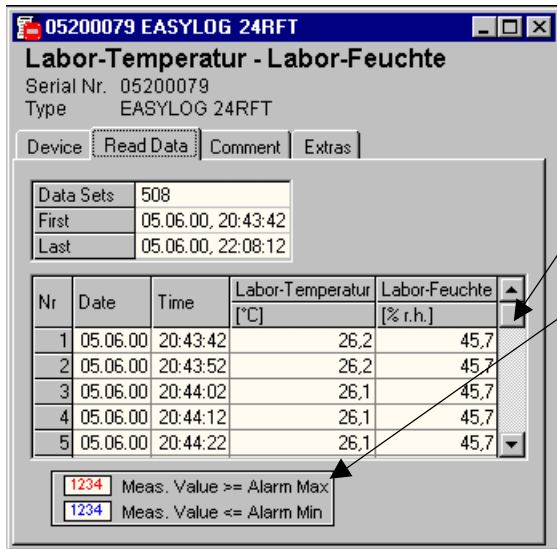 05200079 EASYLOG 24RFT
Labor-Temperatur - Labor-Feuchte
Serial Nr. 05200079
Type EASYLOG 24RFT
Device Read Data Comment Extras
Data Sets 508
First 05.06.00, 20:43:42
Last 05.06.00, 22:08:12
Nr Date Time Labor-Temperatur Labor-Feuchte
[°C] [% r.h.]
1 05.06.00 20:43:42 26,2 45,7
2 05.06.00 20:43:52 26,2 45,7
3 05.06.00 20:44:02 26,1 45,7
4 05.06.00 20:44:12 26,1 45,7
5 05.06.00 20:44:22 26,1 45,7
1234 Meas. Value >= Alarm Max
1234 Meas. Value <= Alarm Min